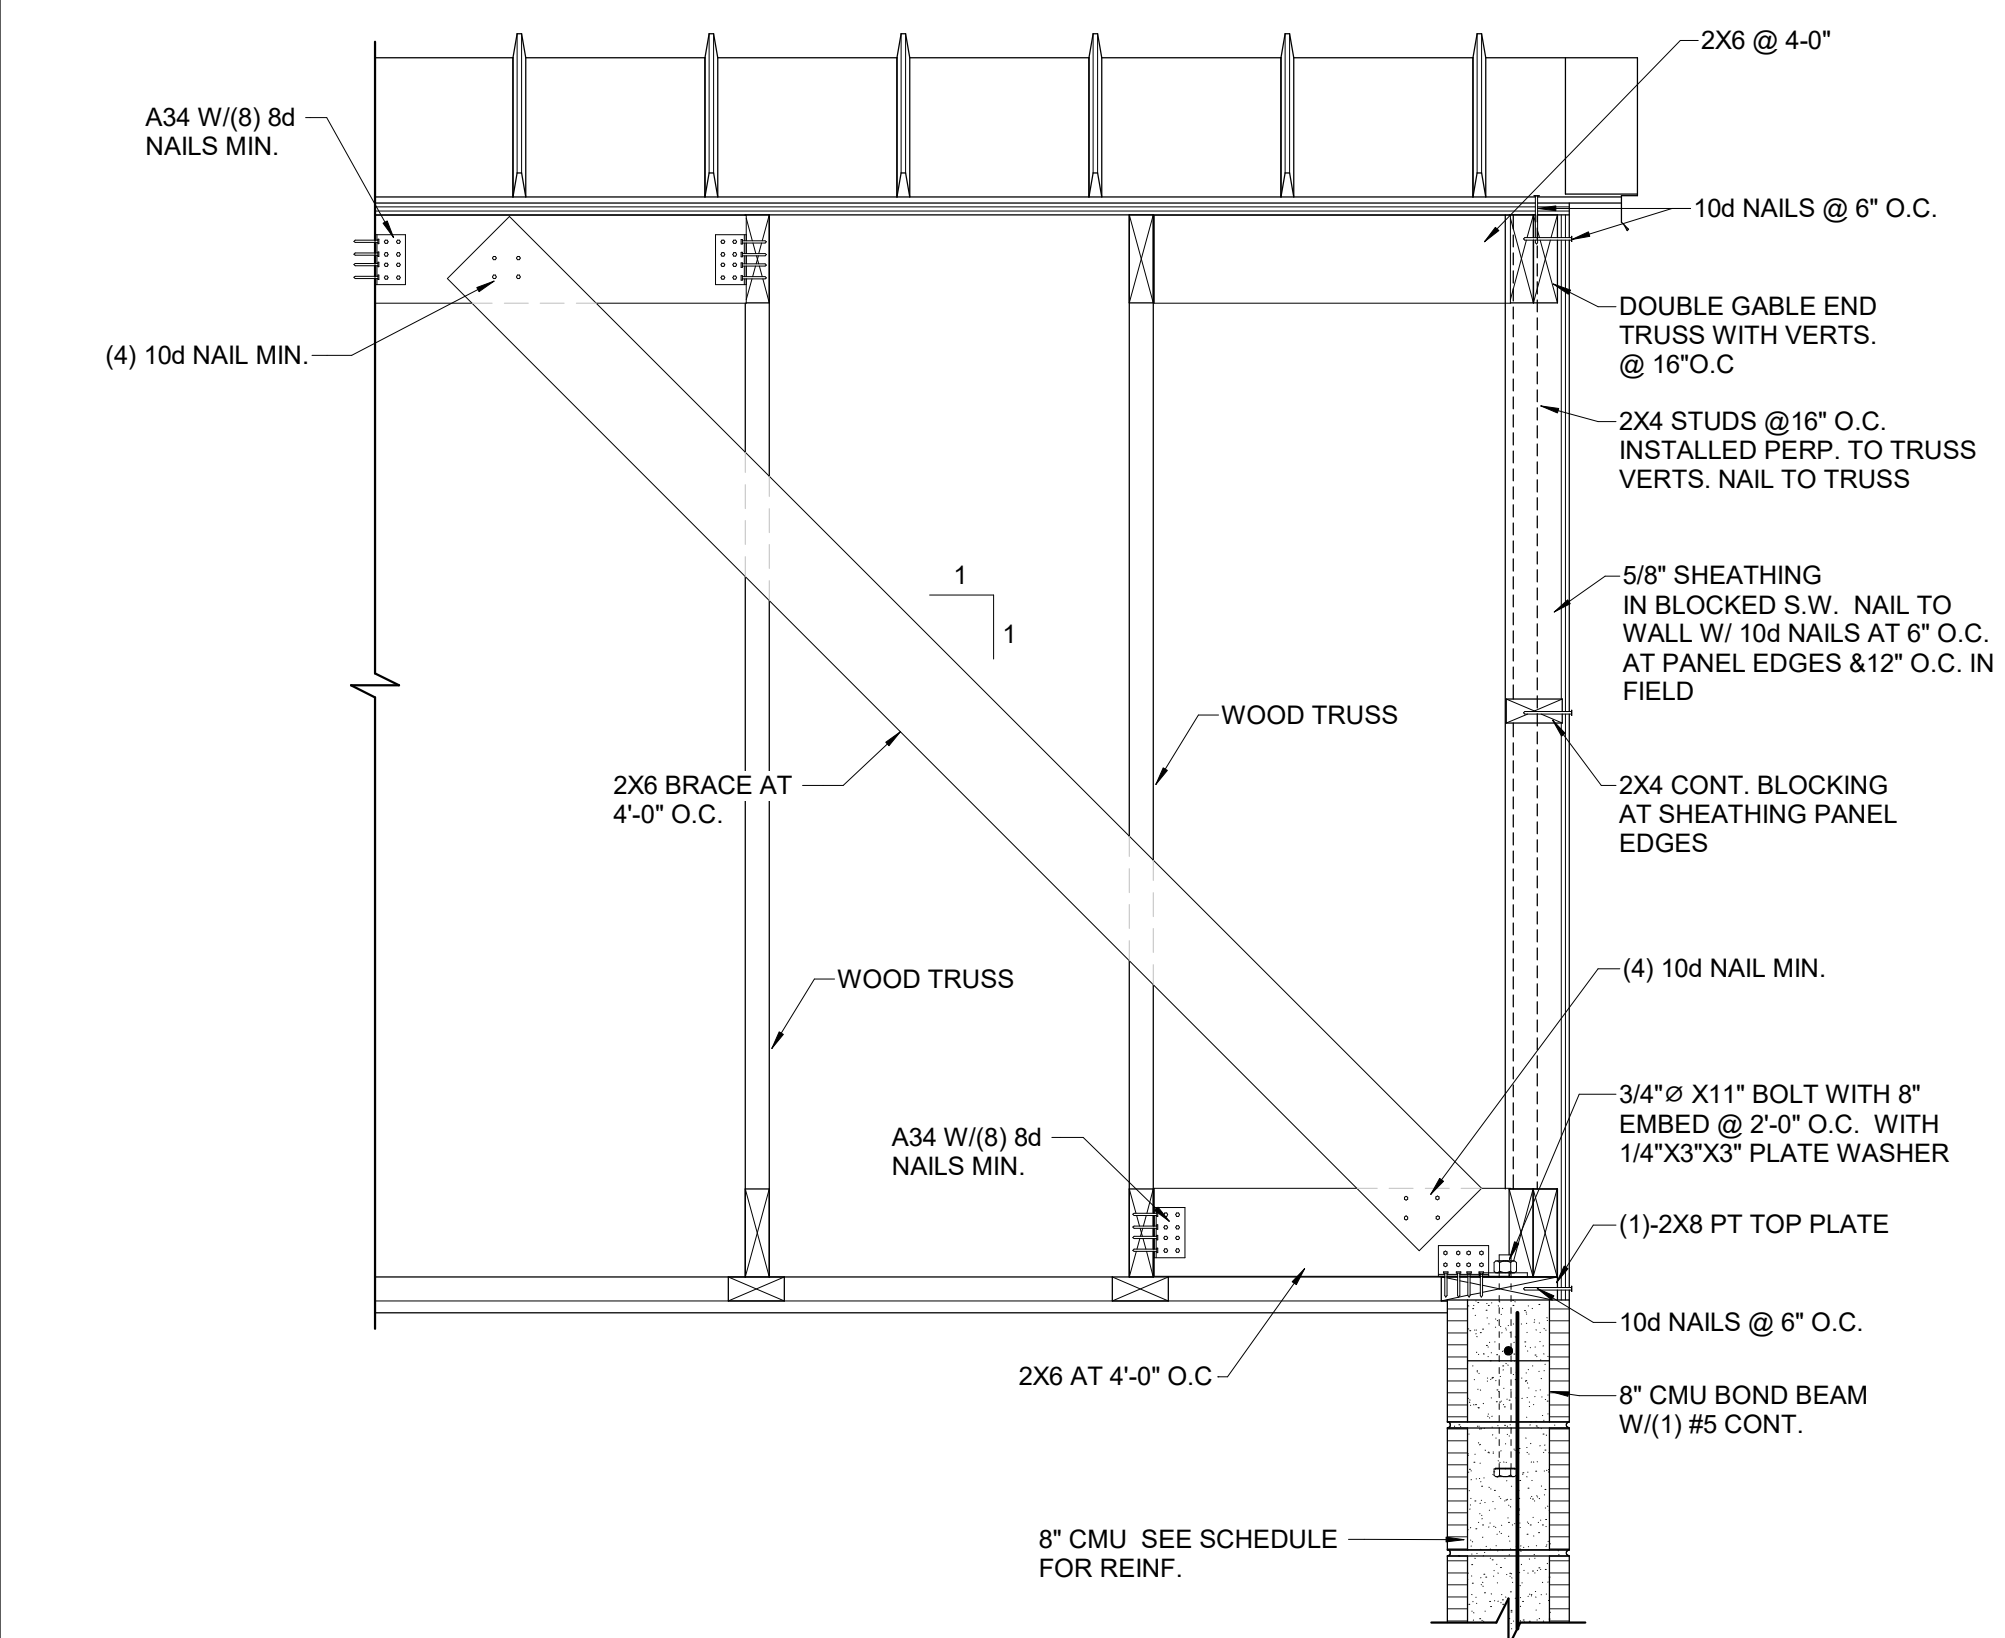 2X6 @ 4-0"
A34 W/(8) 8d
NAILS MIN.
10d NAILS @ 6" O.C.
DOUBLE GABLE END
TRUSS WITH VERTS.
@ 16"O.C
(4) 10d NAIL MIN.
2X4 STUDS @16" O.C.
INSTALLED PERP. TO TRUSS
VERTS. NAIL TO TRUSS
1
1
5/8" SHEATHING
IN BLOCKED S.W. NAIL TO
WALL W/ 10d NAILS AT 6" O.C.
AT PANEL EDGES &12" O.C. IN
FIELD
WOOD TRUSS
2X6 BRACE AT
4'-0" O.C.
2X4 CONT. BLOCKING
AT SHEATHING PANEL
EDGES
WOOD TRUSS
(4) 10d NAIL MIN.
A34 W/(8) 8d
NAILS MIN.
3/4"Ø X11" BOLT WITH 8"
EMBED @ 2'-0" O.C. WITH
1/4"X3"X3" PLATE WASHER
(1)-2X8 PT TOP PLATE
10d NAILS @ 6" O.C.
2X6 AT 4'-0" O.C
8" CMU BOND BEAM
W/(1) #5 CONT.
8" CMU SEE SCHEDULE
FOR REINF.